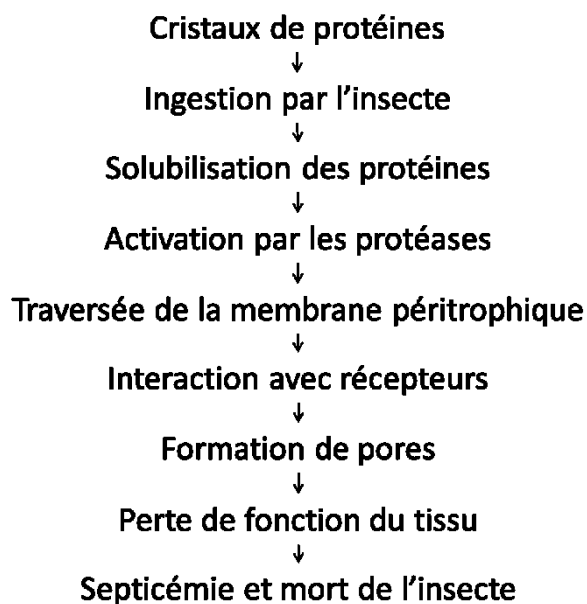 Cristaux de protéines
↓
Ingestion par l'insecte
↓
Solubilisation des protéines
↓
Activation par les protéases
↓
Traversée de la membrane péritrophique
↓
Interaction avec récepteurs
↓
Formation de pores
↓
Perte de fonction du tissu
↓
Septicémie et mort de l'insecte